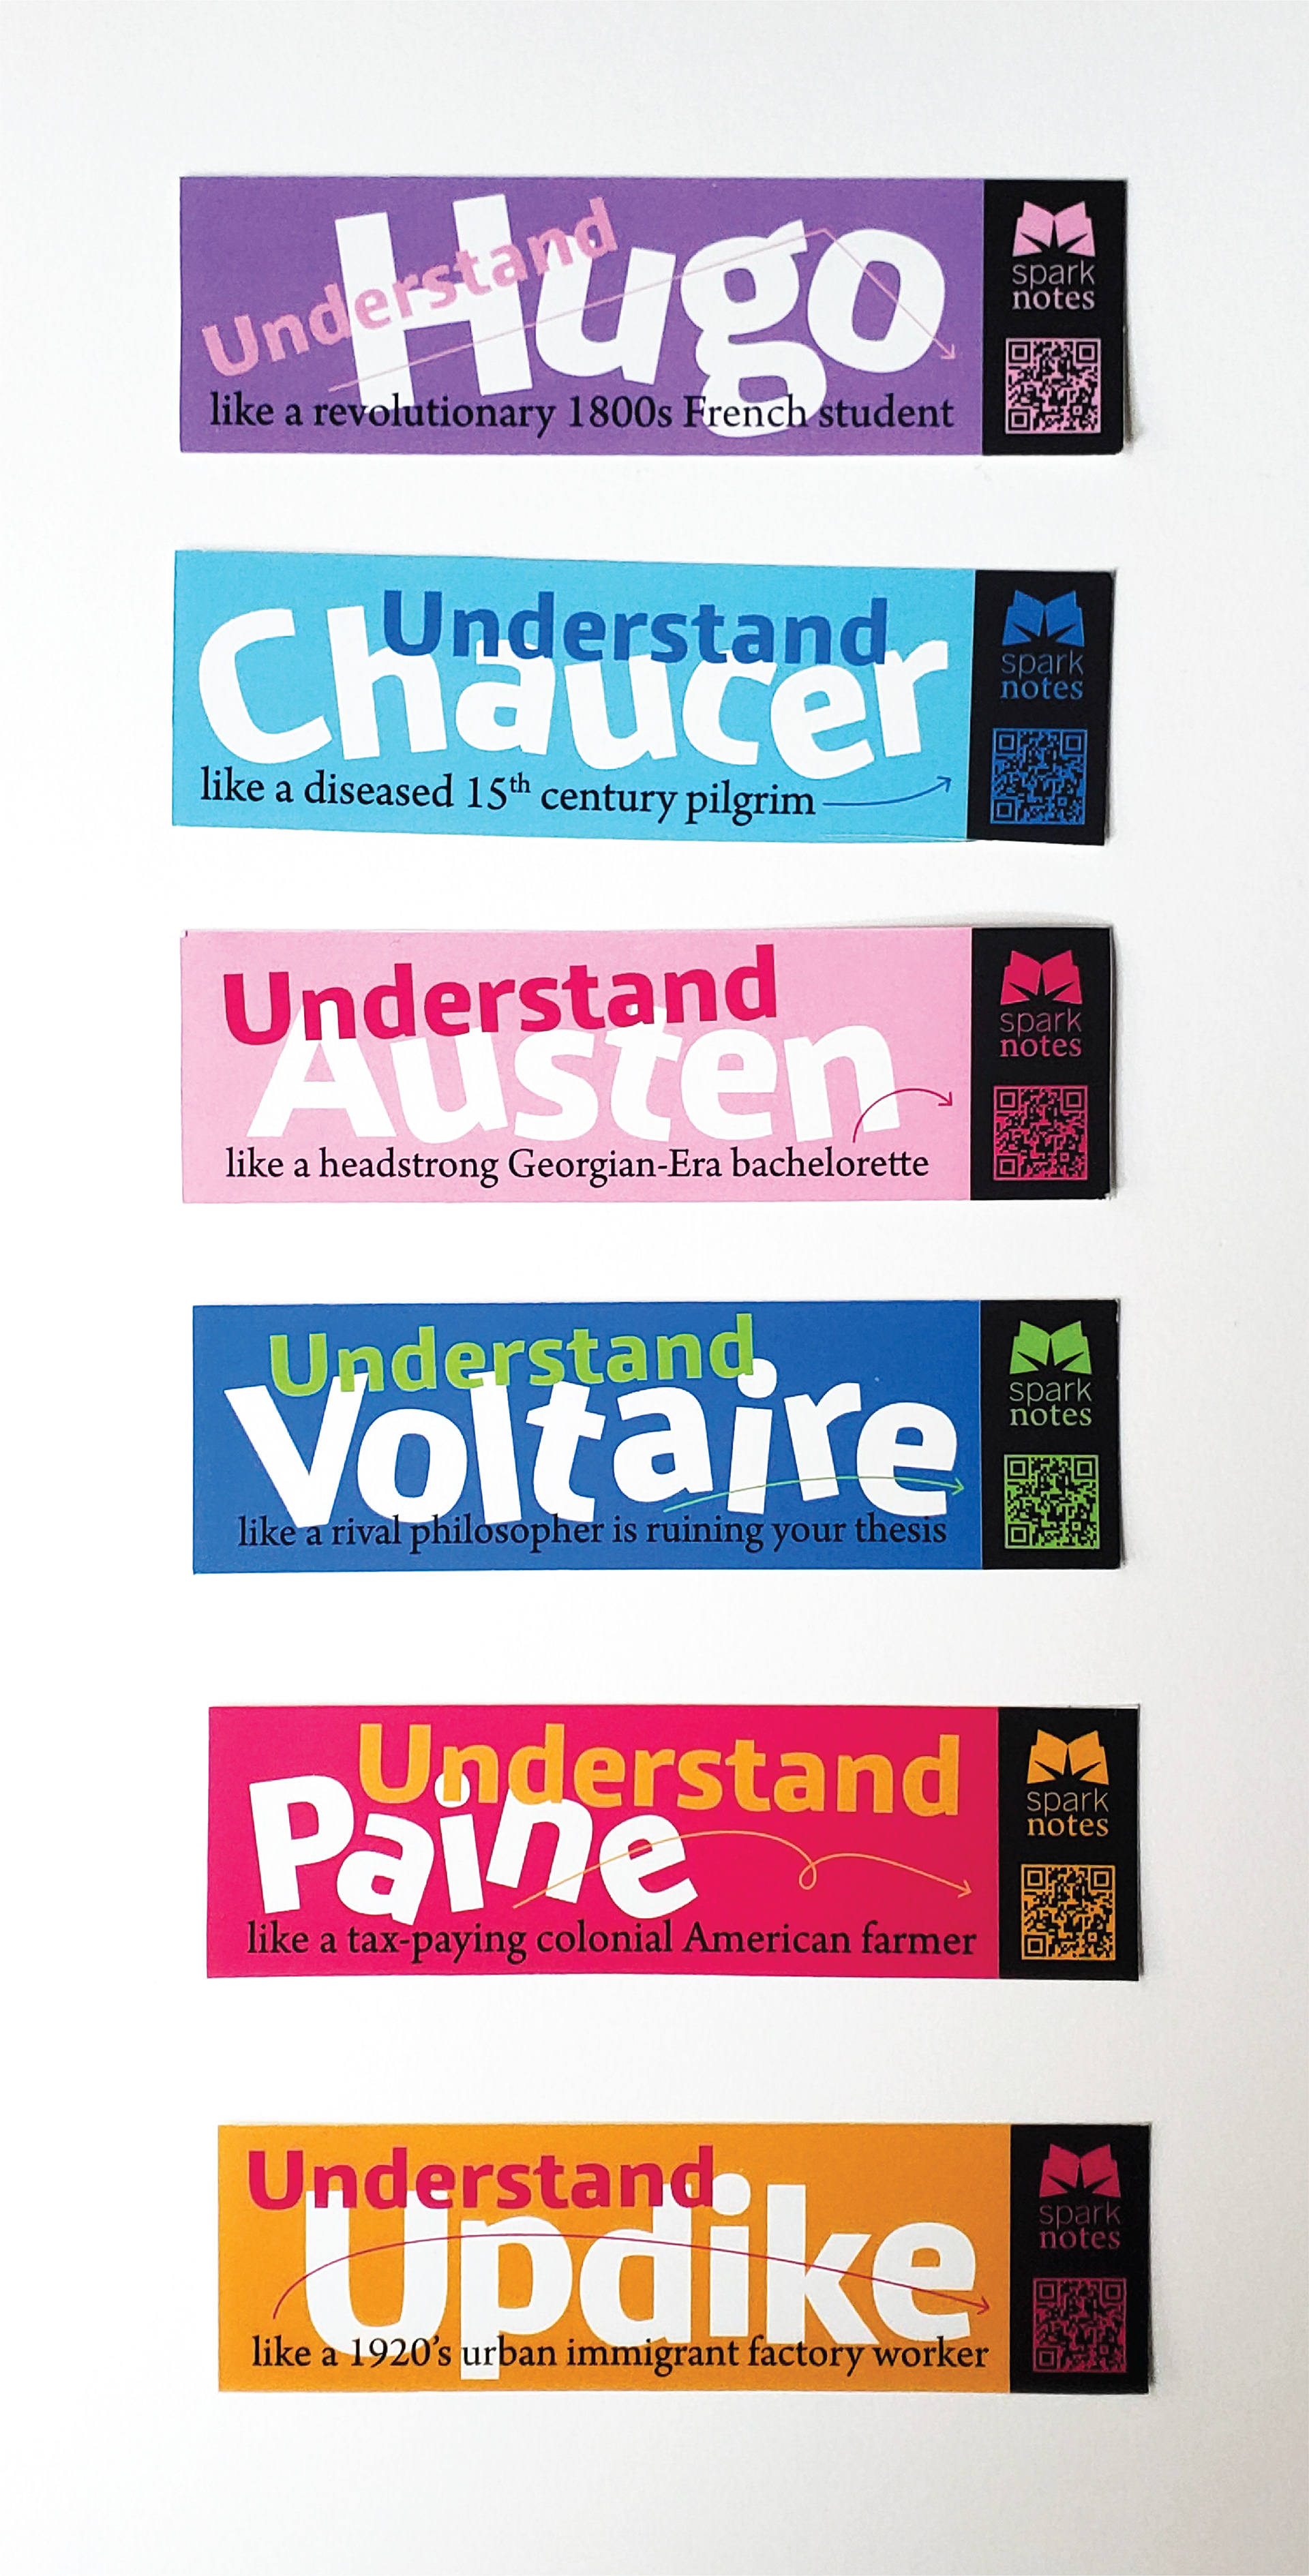 Understand
Hugo
like a revolutionary 1800s French student
spark
notes
Understand
Chaucer
like a diseased 15th century pilgrim
spark
notes
Understand
Austen
like a headstrong Georgian-Era bachelorette
spark
notes
Understand
Voltaire
like a rival philosopher is ruining your thesis
spark
notes
Understand
Paine
like a tax-paying colonial American farmer
spark
notes
Understand
Updike
like a 1920's urban immigrant factory worker
spark
notes